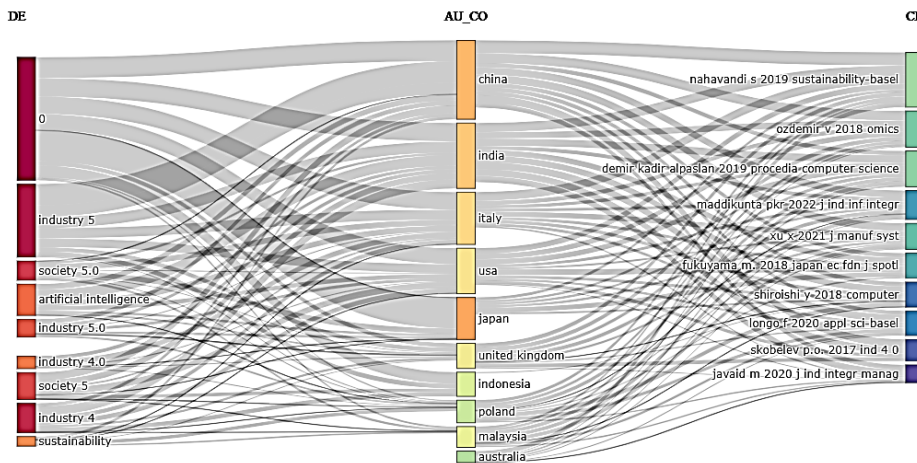 DE
AU_CO
0
industry 5
society 5.0
artificial intelligence
industry 5.0
industry 4.0
society 5
industry 4
sustainability
china
india
italy
usa
japan
united kingdom
indonesia
poland
malaysia
australia
nahavandi s 2019 sustainability-basel
ozdemir v 2018 omics
demir kadir alpaslan 2019 procedia computer science
maddikunta pkr 2022 j ind inf integr
xu x 2021 j manuf syst
fukuyama m. 2018 japan ec fdn j spotl
shiroishi y 2018 computer
longo f 2020 appl sci-basel
skobelev p.o. 2017 ind 4 0
javaid m 2020 j ind integr manag